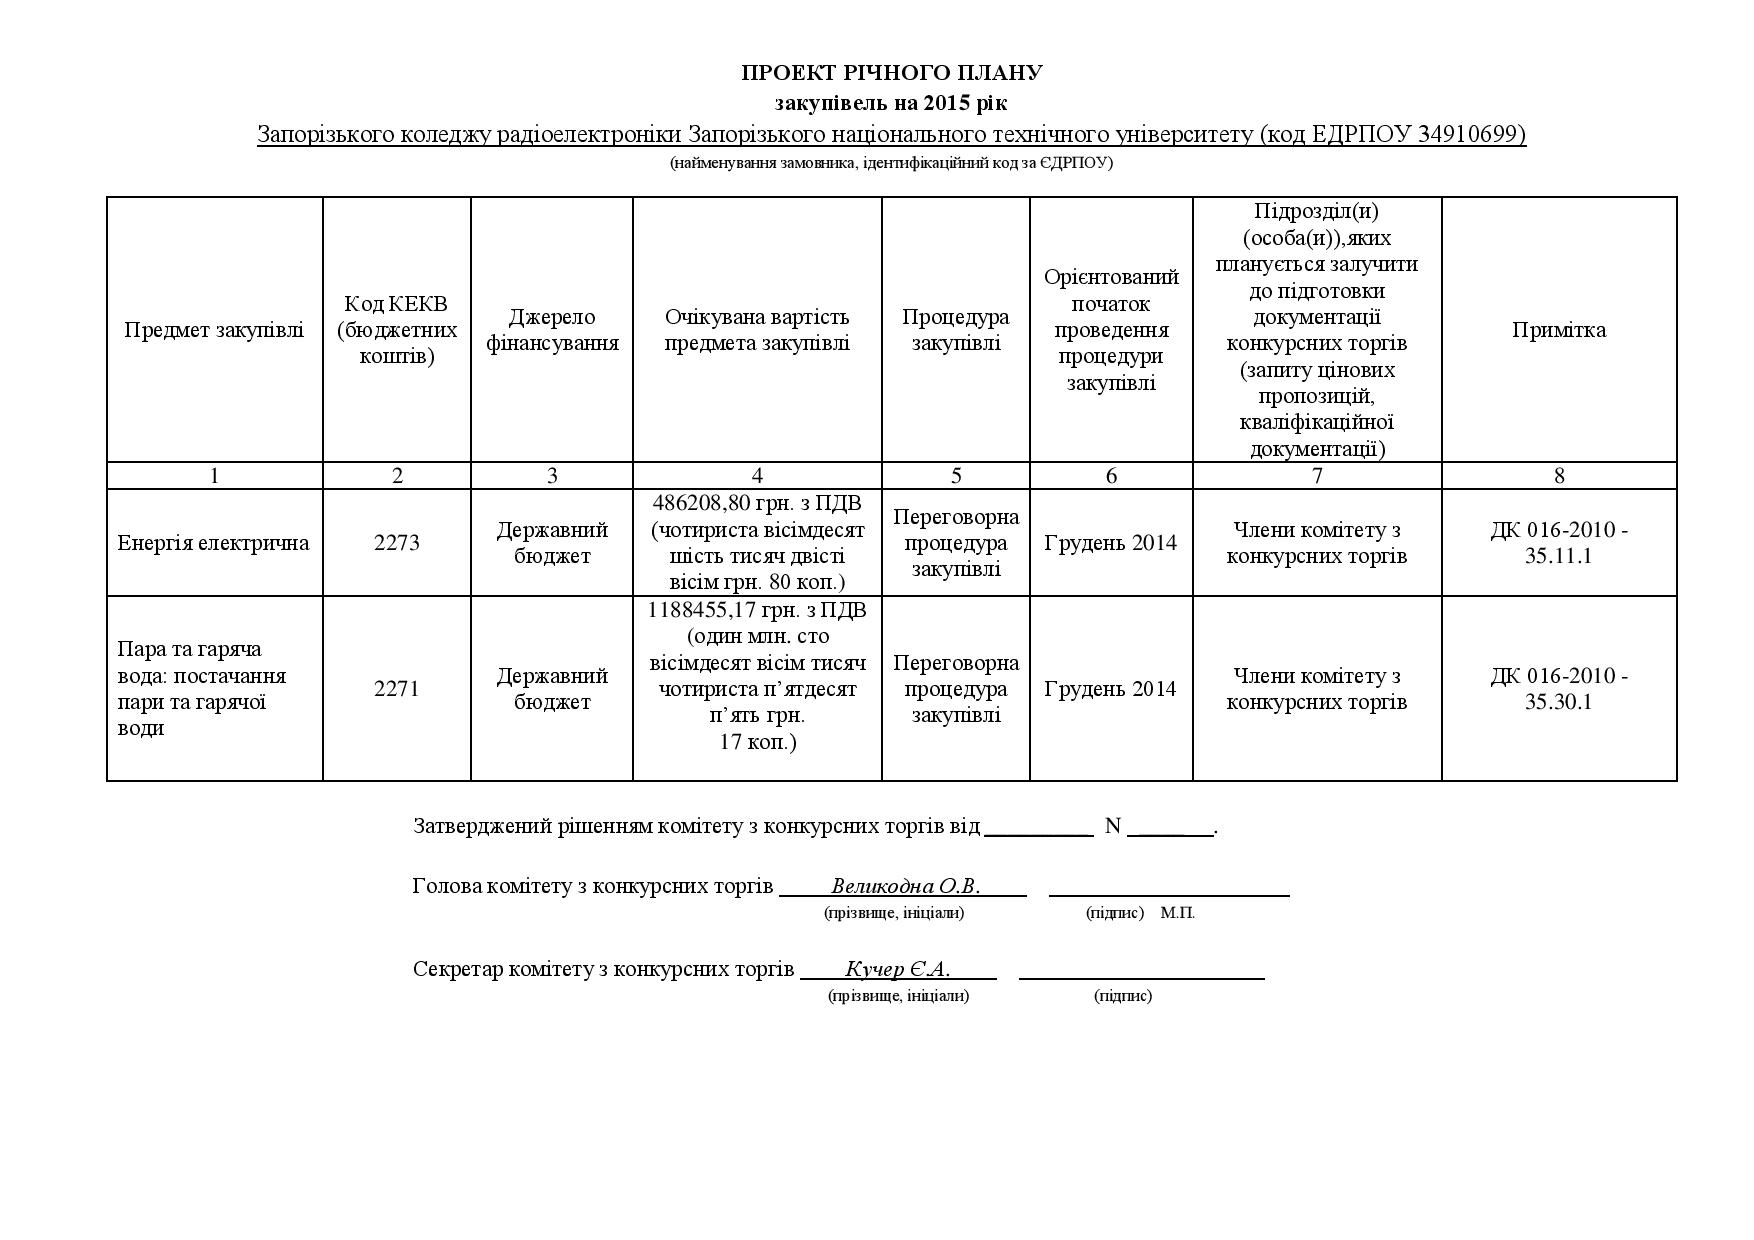 ПРОЕКТ РІЧНОГО ПЛАНУ
закупівель на 2015 рік
Запорізького коледжу радіоелектроніки Запорізького національного технічного університету (код ЕДРПОУ 34910699)
(найменування замовника, ідентифікаційний код за ЄДРПОУ)
Предмет закупівлі
Код КЕКВ
(бюджетних
коштів)
Джерело
фінансування
Очікувана вартість
предмета закупівлі
Процедура
закупівлі
Орієнтований
початок
проведення
процедури
закупівлі
Підрозділ(и)
(особа(и)),яких
планується залучити
до підготовки
документації
конкурсних торгів
(запиту цінових
пропозицій,
кваліфікаційної
документації)
Примітка
1 2 3 4 5 6 7 8
Енергія електрична
2273
Державний
бюджет
486208,80 грн. з ПДВ
(чотириста вісімдесят
шість тисяч двісті
вісім грн. 80 коп.)
Переговорна
процедура
закупівлі
Грудень 2014
Члени комітету з
конкурсних торгів
ДК 016-2010 -
35.11.1
Пара та гаряча
вода: постачання
пари та гарячої
води
2271
Державний
бюджет
1188455,17 грн. з ПДВ
(один млн. сто
вісімдесят вісім тисяч
чотириста п’ятдесят
п’ять грн.
17 коп.)
Переговорна
процедура
закупівлі
Грудень 2014
Члени комітету з
конкурсних торгів
ДК 016-2010 -
35.30.1
Затверджений рішенням комітету з конкурсних торгів від _________ N _______.
Голова комітету з конкурсних торгів Великодна О.В. ____________________
(прізвище, ініціали) (підпис) М.П.
Секретар комітету з конкурсних торгів Кучер Є.А. ____________________
(прізвище, ініціали) (підпис)